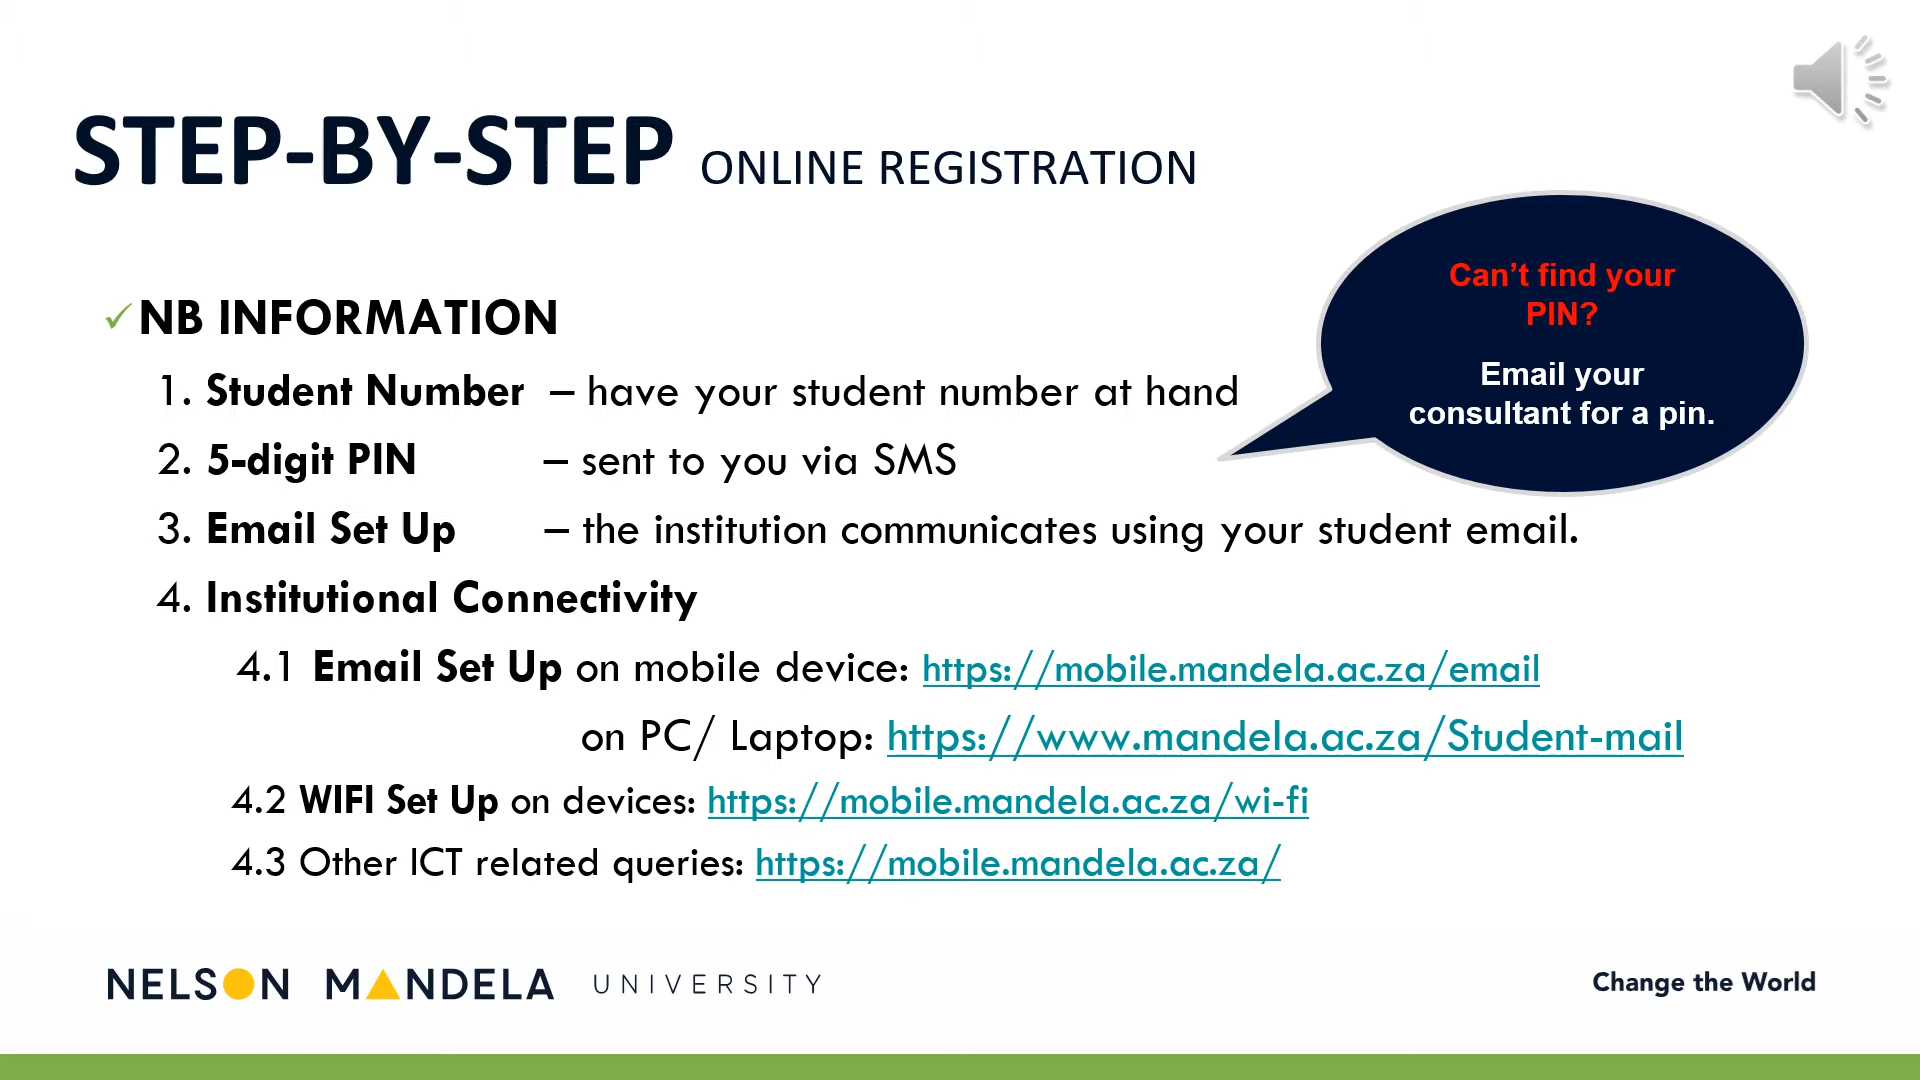 STEP-BY-STEP ONLINE REGISTRATION
Can’t find your
PIN?
Email your
consultant for a pin.
✓ NB INFORMATION
1. Student Number – have your student number at hand
2. 5-digit PIN – sent to you via SMS
3. Email Set Up – the institution communicates using your student email.
4. Institutional Connectivity
4.1 Email Set Up on mobile device: https://mobile.mandela.ac.za/email
on PC/ Laptop: https://www.mandela.ac.za/Student-mail
4.2 WIFI Set Up on devices: https://mobile.mandela.ac.za/wi-fi
4.3 Other ICT related queries: https://mobile.mandela.ac.za/
NELSON MANDELA UNIVERSITY
Change the World